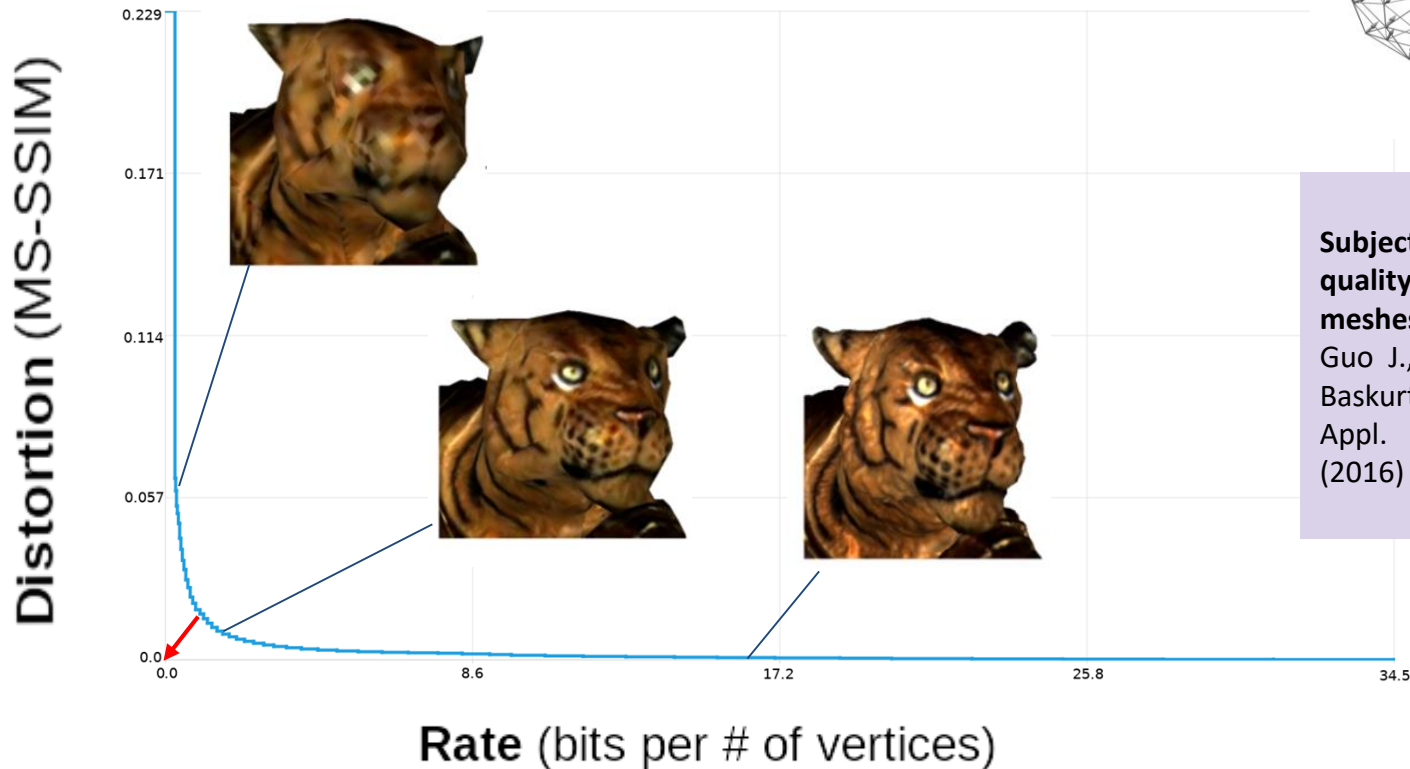 Distortion (MS-SSIM)
0.229
0.171
0.114
0.057
0.0
0.0
8.6
17.2
25.8
34.5
Rate (bits per # of vertices)
Subject
quality
meshes
Guo J.,
Baskurt
Appl.
(2016)